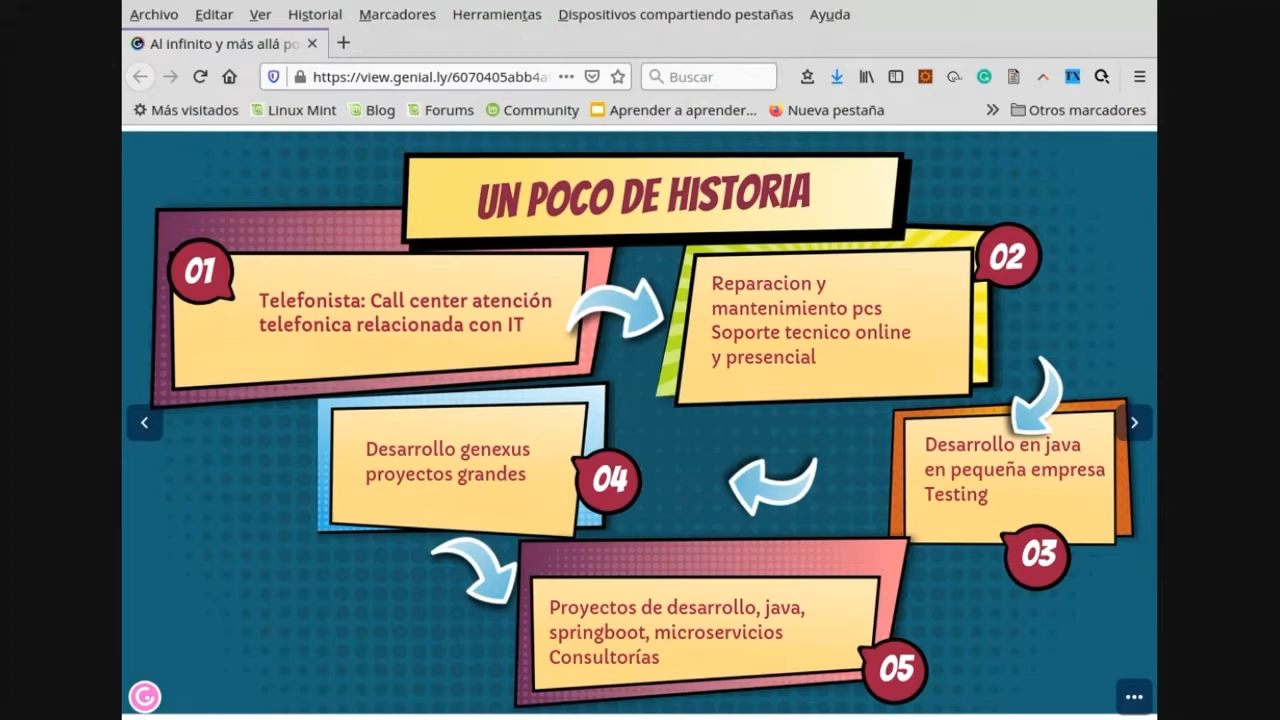 Archivo Editar Ver Historial Marcadores Herramientas Dispositivos compartiendo pestañas Ayuda
Al infinito y más allá po
https://view.genial.ly/6070405abb4a
Buscar
TX
Más visitados Linux Mint Blog Forums Community Aprender a aprender... Nueva pestaña Otros marcadores
UN POCO DE HISTORIA
01
Telefonista: Call center atención
telefonica relacionada con IT
02
Reparacion y
mantenimiento pcs
Soporte tecnico online
y presencial
Desarrollo en java
en pequeña empresa
Testing
03
Desarrollo genexus
proyectos grandes
04
Proyectos de desarrollo, java,
springboot, microservicios
Consultorías
05